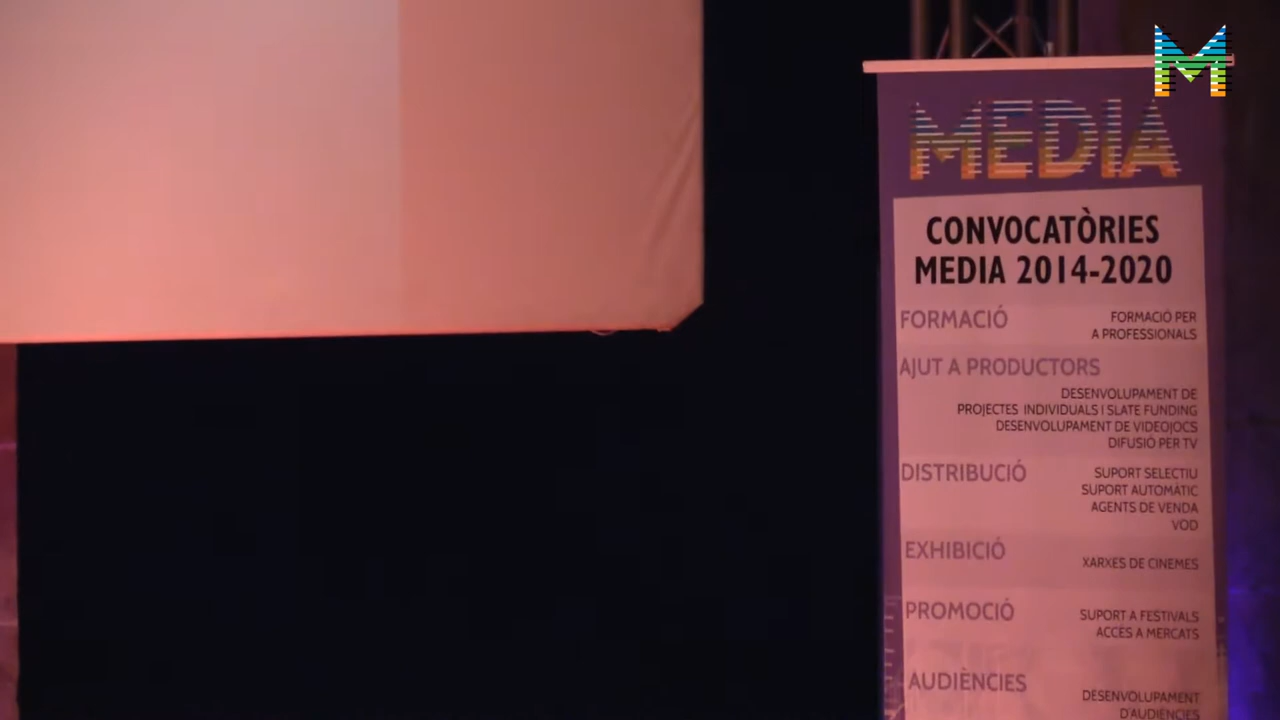 M
MEDIA
CONVOCATÒRIES
MEDIA 2014-2020
FORMACIÓ
FORMACIÓ PER
A PROFESSIONALS
AJUT A PRODUCTORS
DESENVOLUPAMENT DE
PROJECTES INDIVIDUALS I SLATE FUNDING
DESENVOLUPAMENT DE VIDEOJOCS
DIFUSIÓ PER TV
DISTRIBUCIÓ
SUPORT SELECTIU
SUPORT AUTOMÀTIC
AGENTS DE VENDA
VOD
EXHIBICIÓ
XARXES DE CINEMES
PROMOCIÓ
SUPORT A FESTIVALS
ACCÉS A MERCATS
AUDIÈNCIES
DESENVOLUPAMENT
D'AUDIÈNCIES